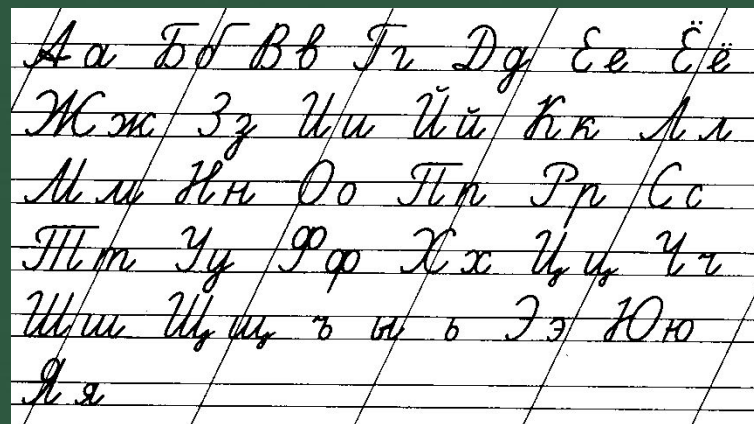 Аа Бб Вв Гг Дд Ее Ёё
Жж Зз Ии Йй Кк Лл
Мм Нн Оо Пп Рр Сс
Тт Уу Фф Хх Цц Чч
Шш Щщ ъ ы ь Ээ Юю
Яя